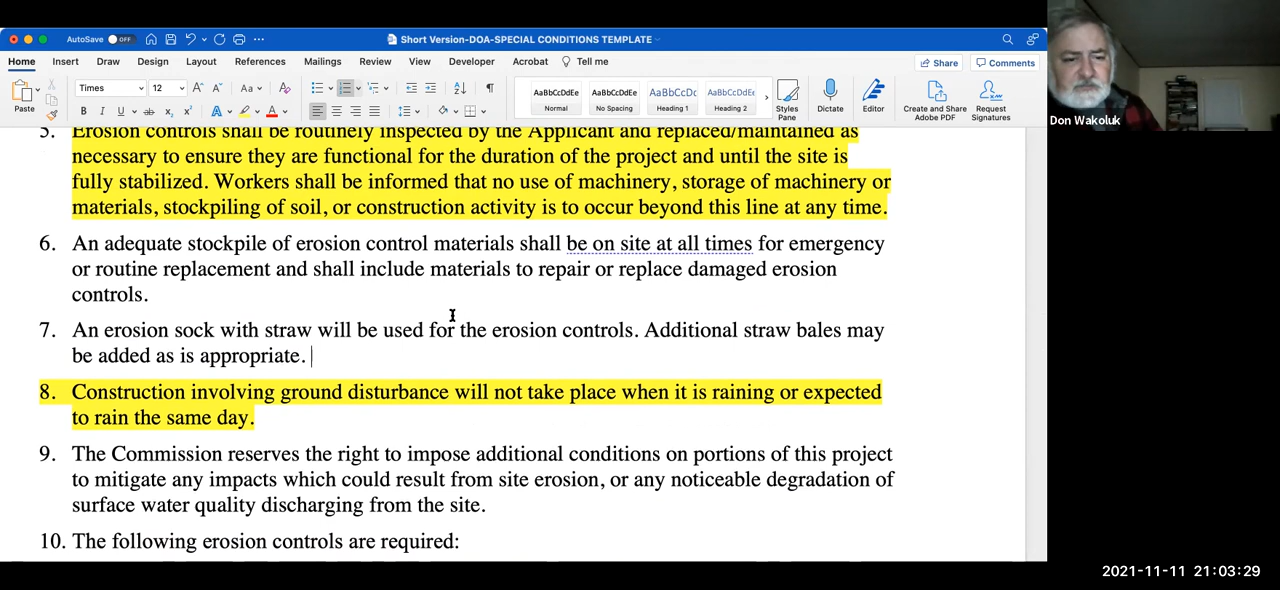 AutoSave OFF
Short Version-DOA-SPECIAL CONDITIONS TEMPLATE
Home Insert Draw Design Layout References Mailings Review View Developer Acrobat Tell me
Share Comments
Paste
Times 12
AaBbCcDdEe AaBbCcDdEe AaBbCcDc AaBbCcDdEe
Normal No Spacing Heading 1 Heading 2
Styles Pane
Dictate
Editor
Create and Share Adobe PDF
Request Signatures
Don Wakoluk
5. Erosion controls shall be routinely inspected by the Applicant and replaced/maintained as
necessary to ensure they are functional for the duration of the project and until the site is
fully stabilized. Workers shall be informed that no use of machinery, storage of machinery or
materials, stockpiling of soil, or construction activity is to occur beyond this line at any time.
6. An adequate stockpile of erosion control materials shall be on site at all times for emergency
or routine replacement and shall include materials to repair or replace damaged erosion
controls.
7. An erosion sock with straw will be used for the erosion controls. Additional straw bales may
be added as is appropriate.
8. Construction involving ground disturbance will not take place when it is raining or expected
to rain the same day.
9. The Commission reserves the right to impose additional conditions on portions of this project
to mitigate any impacts which could result from site erosion, or any noticeable degradation of
surface water quality discharging from the site.
10. The following erosion controls are required:
2021-11-11 21:03:29